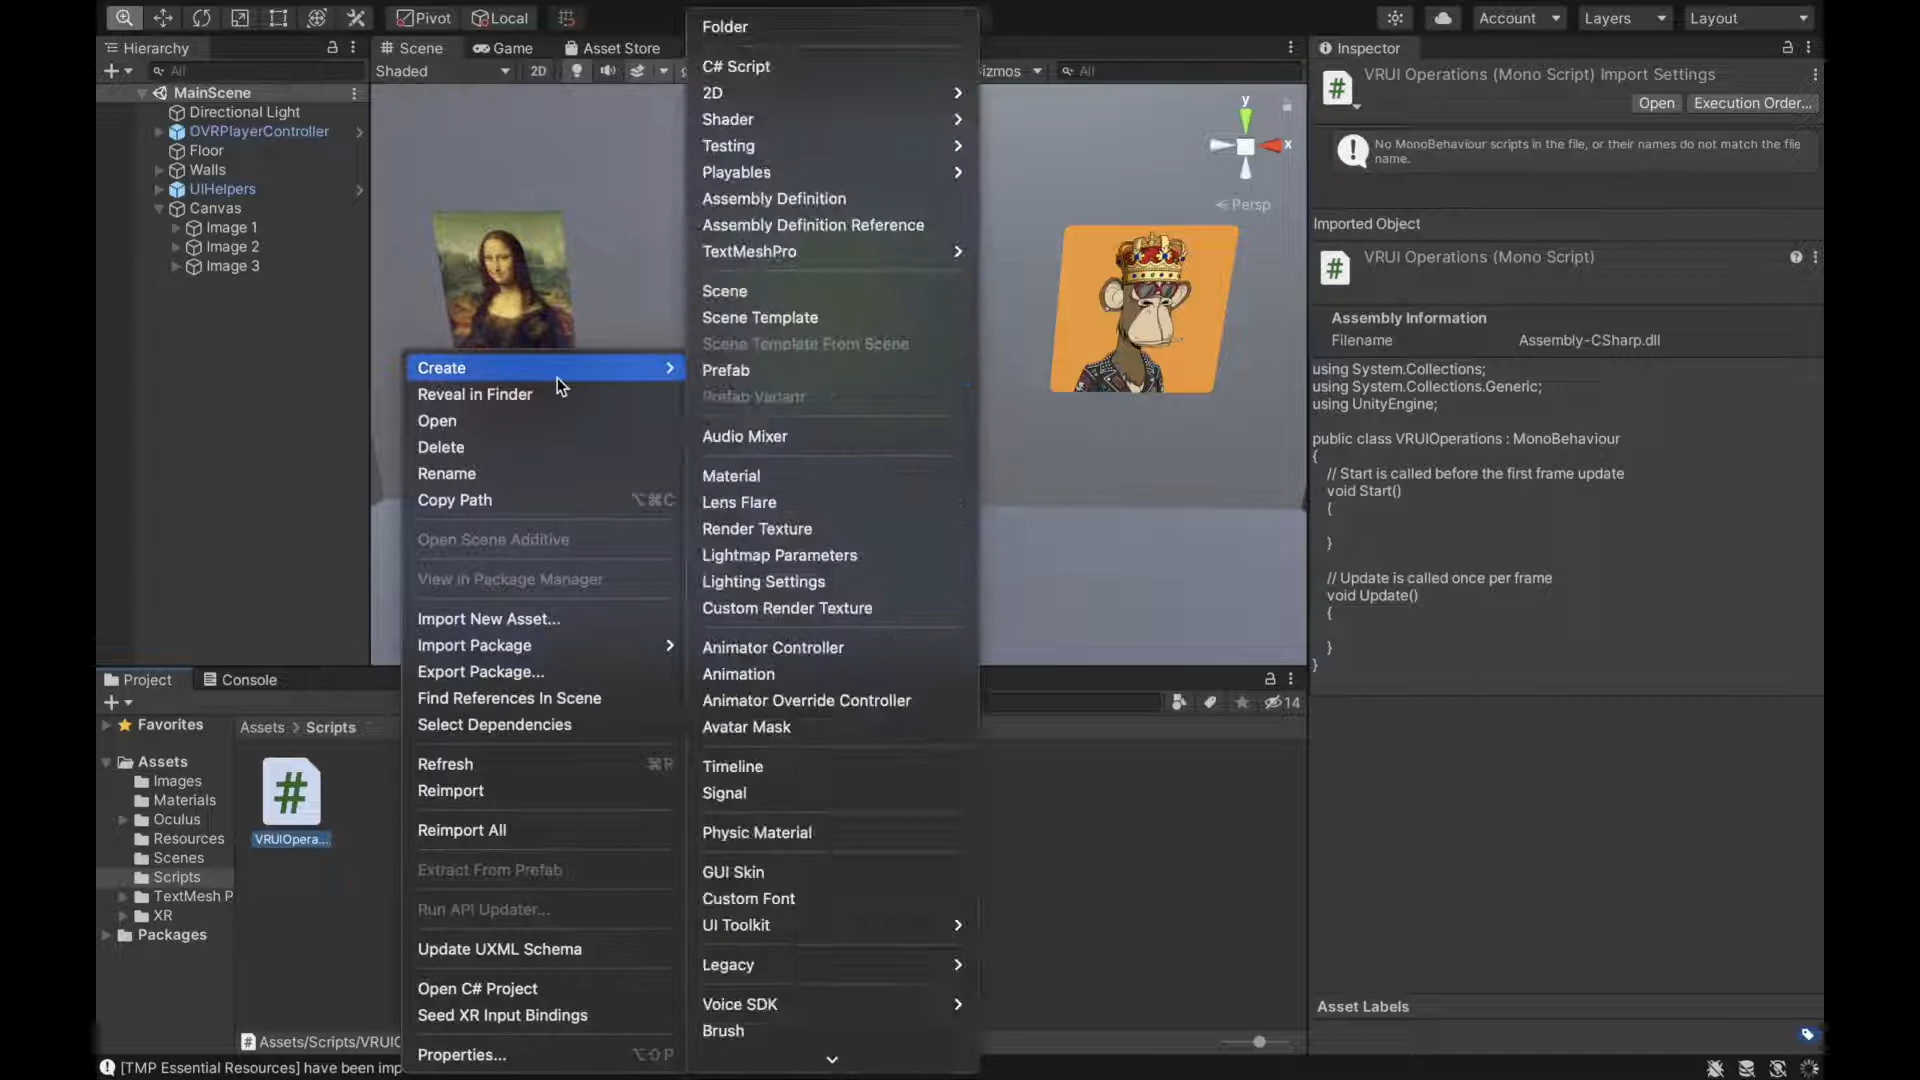 Pivot
Local
Account
Layers
Layout
Hierarchy
Scene
Game
Asset Store
Inspector
All
Shaded
2D
izmos
All
MainScene
Directional Light
OVRPlayerController
Floor
Walls
UIHelpers
Canvas
Image 1
Image 2
Image 3
y
x
Persp
Create
Reveal in Finder
Open
Delete
Rename
Copy Path ⌥⌘C
Open Scene Additive
View in Package Manager
Import New Asset...
Import Package
Export Package...
Find References In Scene
Select Dependencies
Refresh ⌘R
Reimport
Reimport All
Extract From Prefab
Run API Updater...
Update UXML Schema
Open C# Project
Seed XR Input Bindings
Properties... ⌥⇧P
Folder
C# Script
2D
Shader
Testing
Playables
Assembly Definition
Assembly Definition Reference
TextMeshPro
Scene
Scene Template
Scene Template From Scene
Prefab
Prefab Variant
Audio Mixer
Material
Lens Flare
Render Texture
Lightmap Parameters
Lighting Settings
Custom Render Texture
Animator Controller
Animation
Animator Override Controller
Avatar Mask
Timeline
Signal
Physic Material
GUI Skin
Custom Font
UI Toolkit
Legacy
Voice SDK
Brush
VRUI Operations (Mono Script) Import Settings
Open
Execution Order...
No MonoBehaviour scripts in the file, or their names do not match the file
name.
Imported Object
VRUI Operations (Mono Script)
Assembly Information
Filename Assembly-CSharp.dll
using System.Collections;
using System.Collections.Generic;
using UnityEngine;
public class VRUIOperations : MonoBehaviour
{
// Start is called before the first frame update
void Start()
{
}
// Update is called once per frame
void Update()
{
}
}
Asset Labels
Project
Console
14
Favorites
Assets > Scripts
Assets
Images
Materials
Oculus
Resources
Scenes
Scripts
TextMesh P
XR
Packages
#
VRUIOpera...
Assets/Scripts/VRUIO
[TMP Essential Resources] have been imp